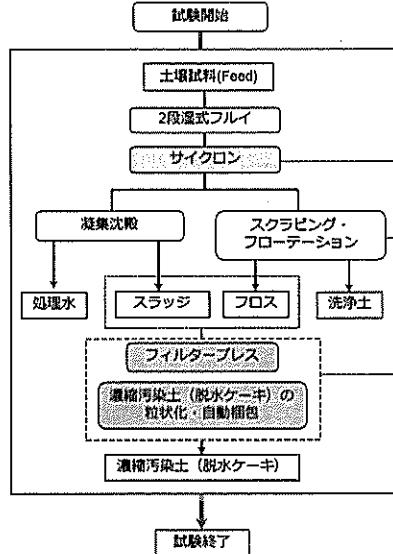 試験開始
土壌試料(Feed)
2段湿式フルイ
サイクロン
凝集沈殿
スクラビング・
フローテーション
処理水
スラッジ
フロス
洗浄土
フィルタープレス
濃縮汚染土（脱水ケーキ）の
粒状化・自動梱包
濃縮汚染土（脱水ケーキ）
試験終了